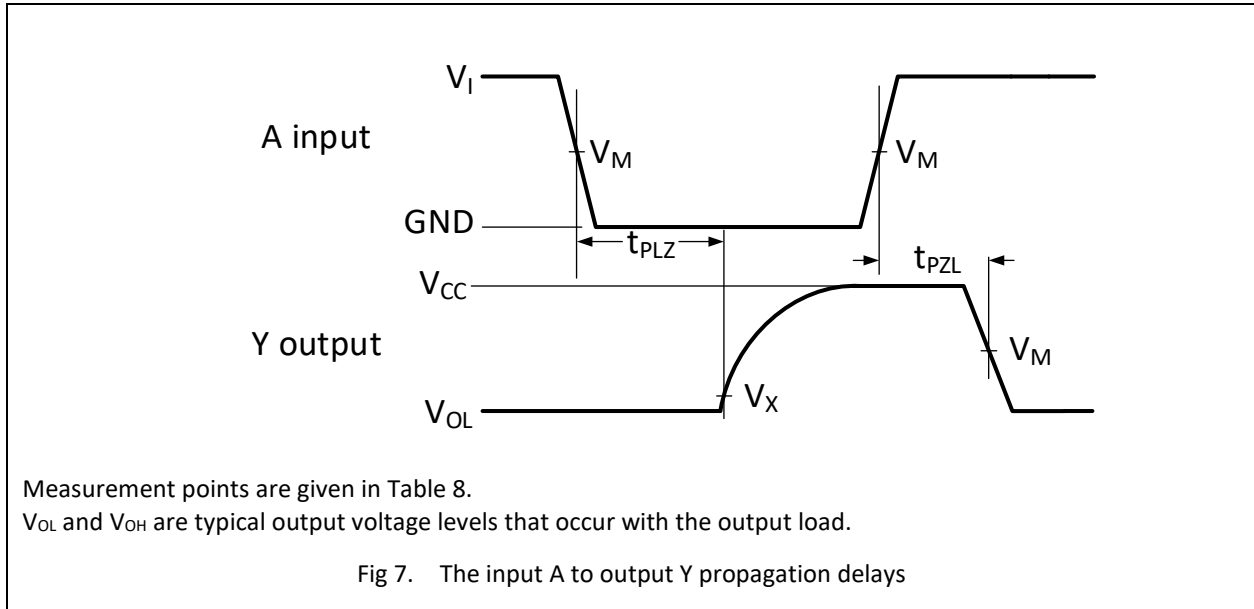 V_I
A input
V_M
V_M
GND
t_PLZ
t_PZL
V_CC
Y output
V_M
V_X
V_OL
Measurement points are given in Table 8.
V_OL and V_OH are typical output voltage levels that occur with the output load.
Fig 7. The input A to output Y propagation delays